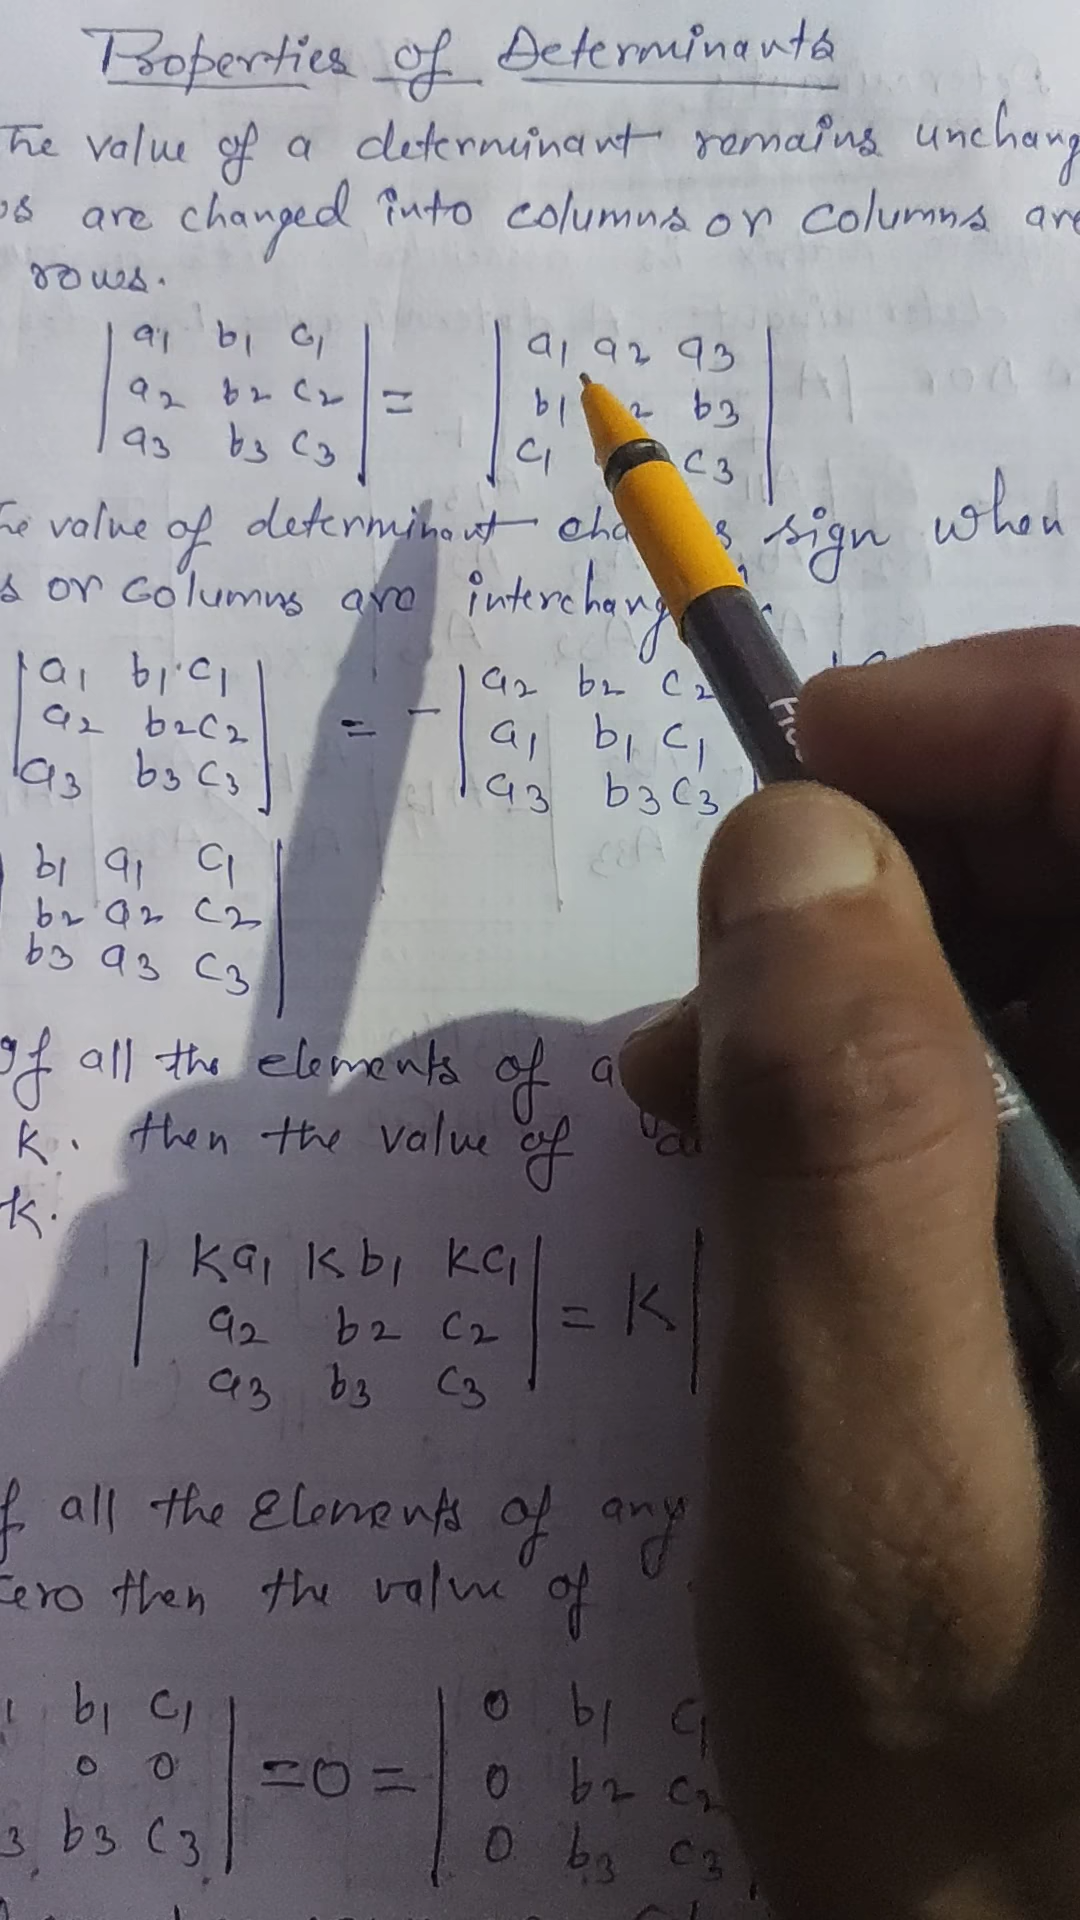 Properties of Determinants
The value of a determinant remains unchang
are changed into columns or columns are
rows.
| a1 b1 c1 | | a1 a2 a3 |
| a2 b2 c2 | = | b1 2 b3 |
| a3 b3 c3 | | c1 c3 |
value of determinant sign when
or columns are interchang
| a1 b1 c1 | | a2 b2 c2
| a2 b2 c2 | = - | a1 b1 c1
| a3 b3 c3 | | a3 b3 c3
b1 a1 c1 |
b2 a2 c2 |
b3 a3 c3 |
If all the elements of a
k. then the value of
k.
| ka1 kb1 kc1 |
| a2 b2 c2 | = K |
| a3 b3 c3 |
all the Elements of any
zero then the value of
b1 c1 | | 0 b1 c1
0 0 | =0= | 0 b2 c2
3 b3 c3 | | 0 b3 c3